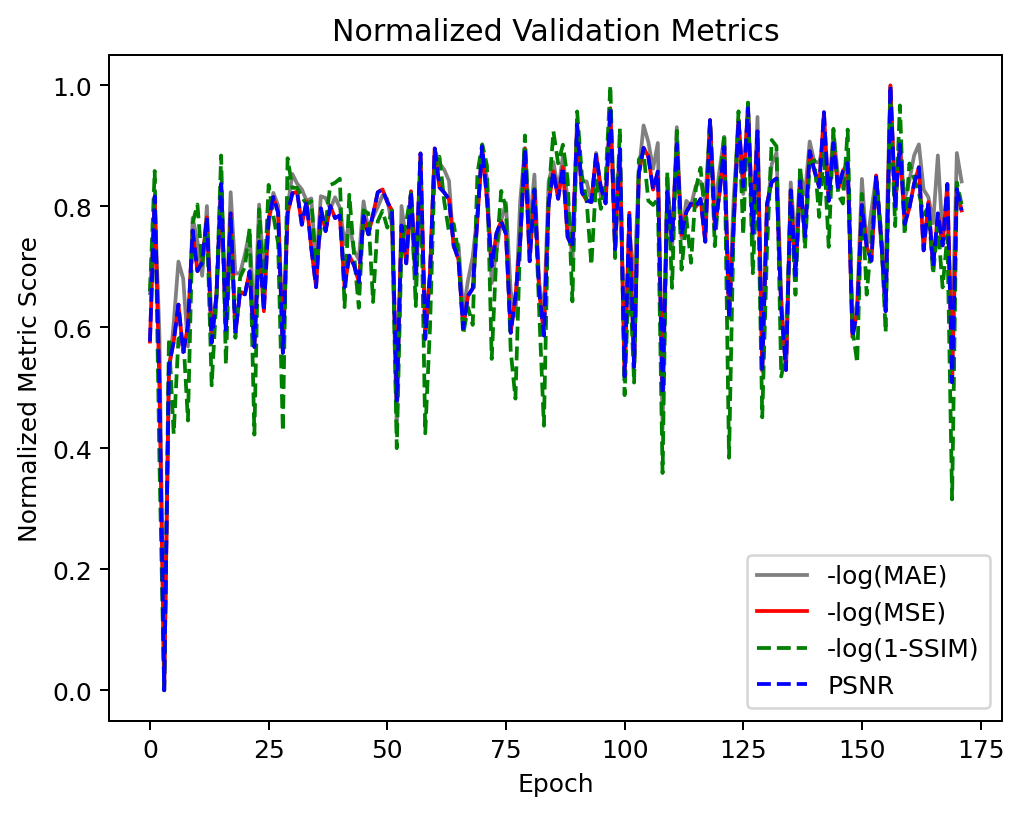 Normalized Validation Metrics
Normalized Metric Score
1.0
0.8
0.6
0.4
0.2
0.0
-log(MAE)
-log(MSE)
-log(1-SSIM)
PSNR
0 25 50 75 100 125 150 175
Epoch